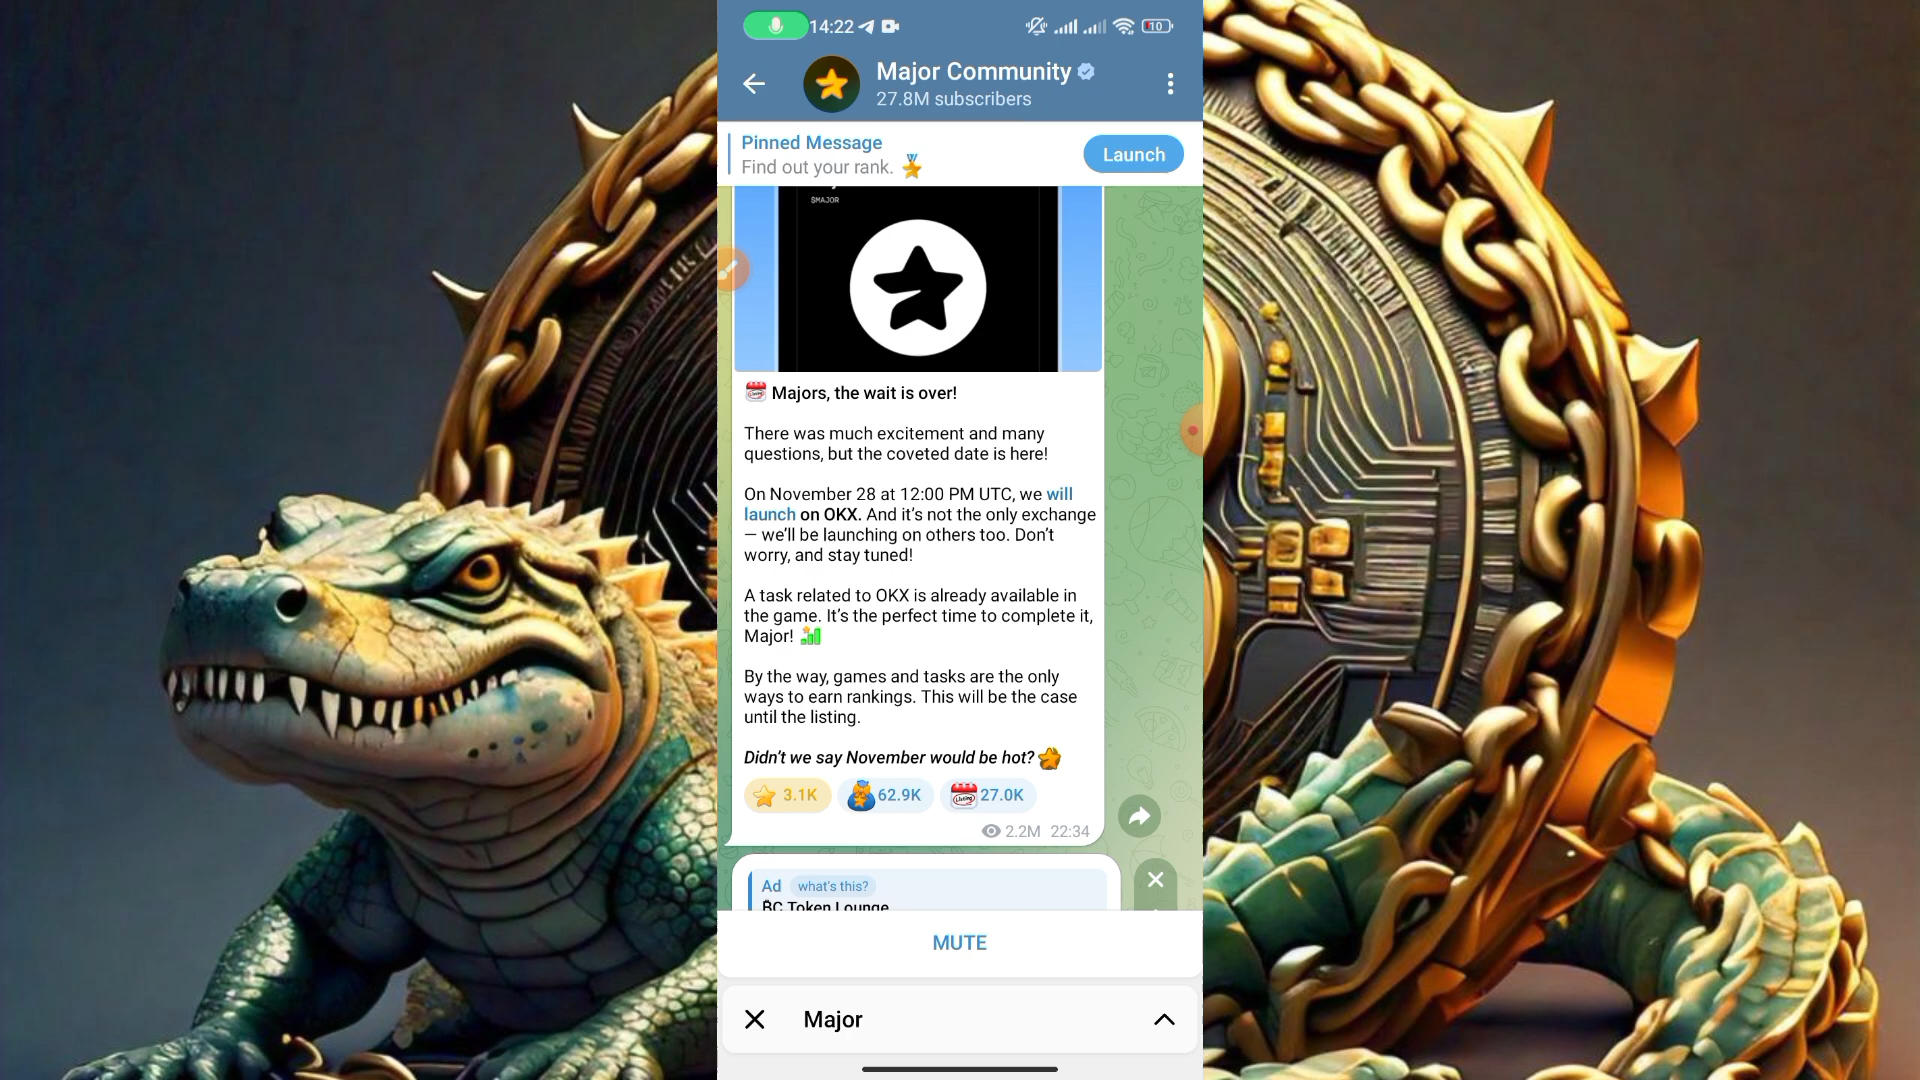 14:22
10
Major Community
27.8M subscribers
Pinned Message
Find out your rank.
Launch
$MAJOR
Majors, the wait is over!
There was much excitement and many
questions, but the coveted date is here!
On November 28 at 12:00 PM UTC, we will
launch on OKX. And it's not the only exchange
— we'll be launching on others too. Don't
worry, and stay tuned!
A task related to OKX is already available in
the game. It's the perfect time to complete it,
Major!
By the way, games and tasks are the only
ways to earn rankings. This will be the case
until the listing.
Didn't we say November would be hot?
3.1K
62.9K
Listing
27.0K
2.2M 22:34
Ad what's this?
₿C Token Lounge
MUTE
Major